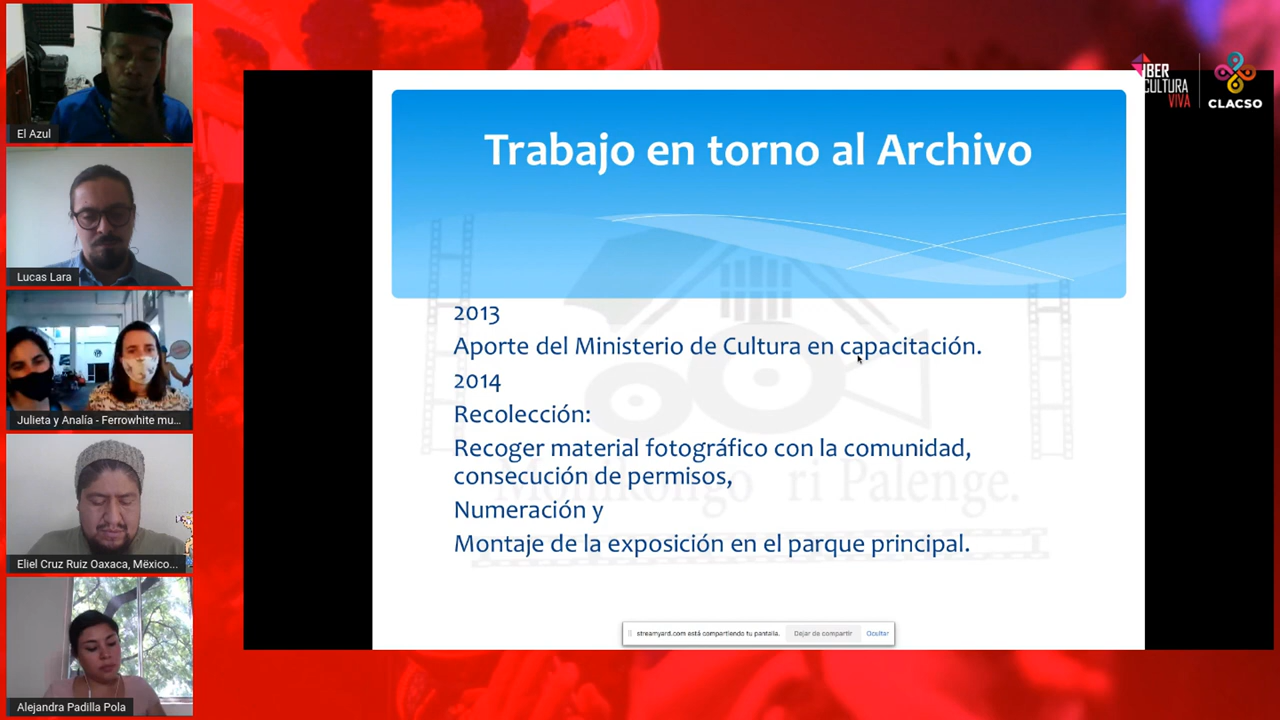 El Azul
Lucas Lara
Julieta y Analía - Ferrowhite mu...
Eliel Cruz Ruiz Oaxaca, Mëxico...
Alejandra Padilla Pola
IBER
CULTURA
VIVA
CLACSO
Trabajo en torno al Archivo
2013
Aporte del Ministerio de Cultura en capacitación.
2014
Recolección:
Recoger material fotográfico con la comunidad,
consecución de permisos,
Numeración y
Montaje de la exposición en el parque principal.
ri Palenge.
streamyard.com está compartiendo tu pantalla.
Dejar de compartir
Ocultar